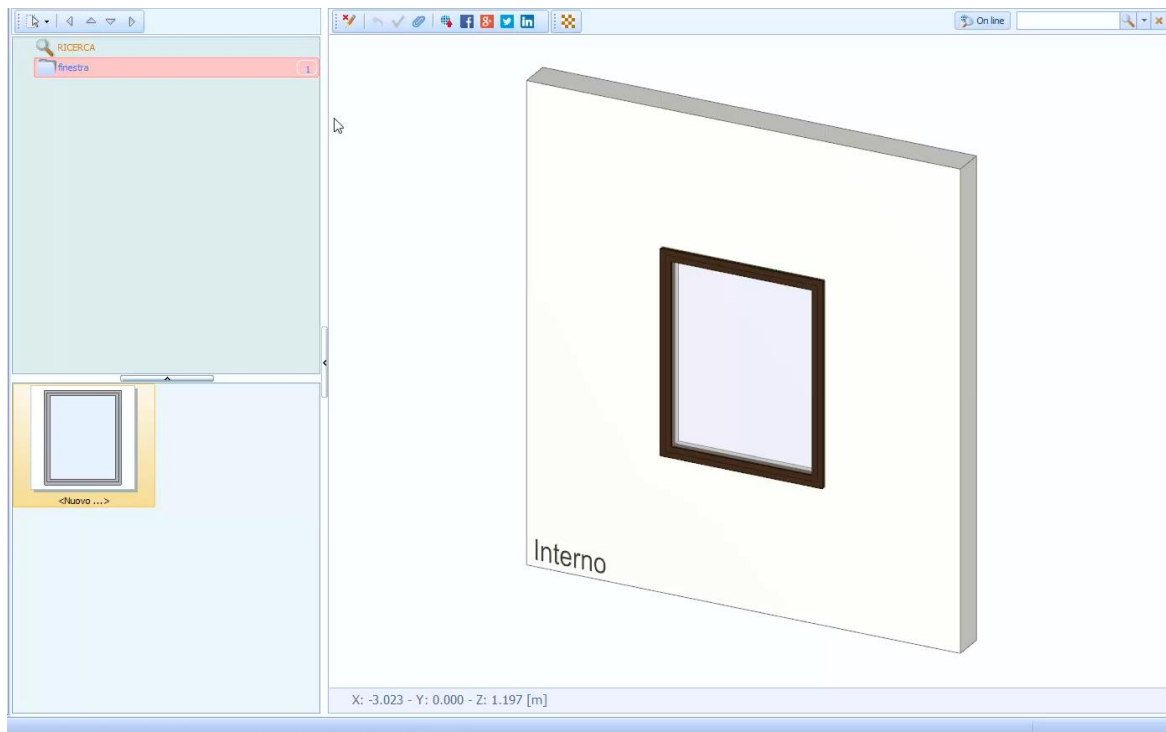 On line
RICERCA
finestra
1
<Nuovo ...>
Interno
X: -3.023 - Y: 0.000 - Z: 1.197 [m]